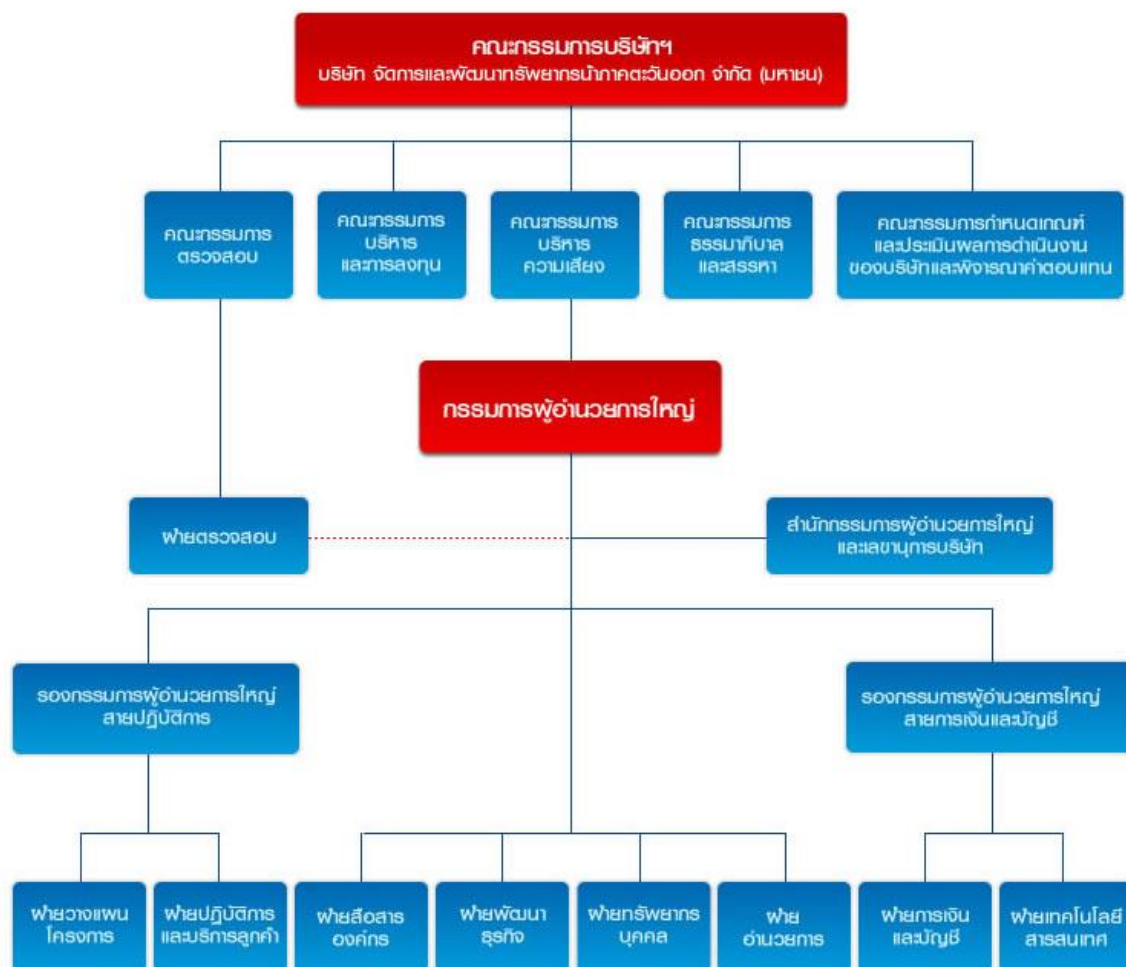 คณะกรรมการบริษัทฯ
บริษัท จัดการและพัฒนาทรัพยากรน้ำภาคตะวันออก จำกัด (มหาชน)
คณะกรรมการ
ตรวจสอบ
คณะกรรมการ
บริหาร
และการลงทุน
คณะกรรมการ
บริหาร
ความเสี่ยง
คณะกรรมการ
ธรรมาภิบาล
และสรรหา
คณะกรรมการกำหนดเกณฑ์
และประเมินผลการดำเนินงาน
ของบริษัทและพิจารณาค่าตอบแทน
กรรมการผู้อำนวยการใหญ่
ฝ่ายตรวจสอบ
สำนักกรรมการผู้อำนวยการใหญ่
และเลขานุการบริษัท
รองกรรมการผู้อำนวยการใหญ่
สายปฏิบัติการ
รองกรรมการผู้อำนวยการใหญ่
สายการเงินและบัญชี
ฝ่ายวางแผน
โครงการ
ฝ่ายปฏิบัติการ
และบริการลูกค้า
ฝ่ายสื่อสาร
องค์กร
ฝ่ายพัฒนา
ธุรกิจ
ฝ่ายทรัพยากร
บุคคล
ฝ่าย
อำนวยการ
ฝ่ายการเงิน
และบัญชี
ฝ่ายเทคโนโลยี
สารสนเทศ